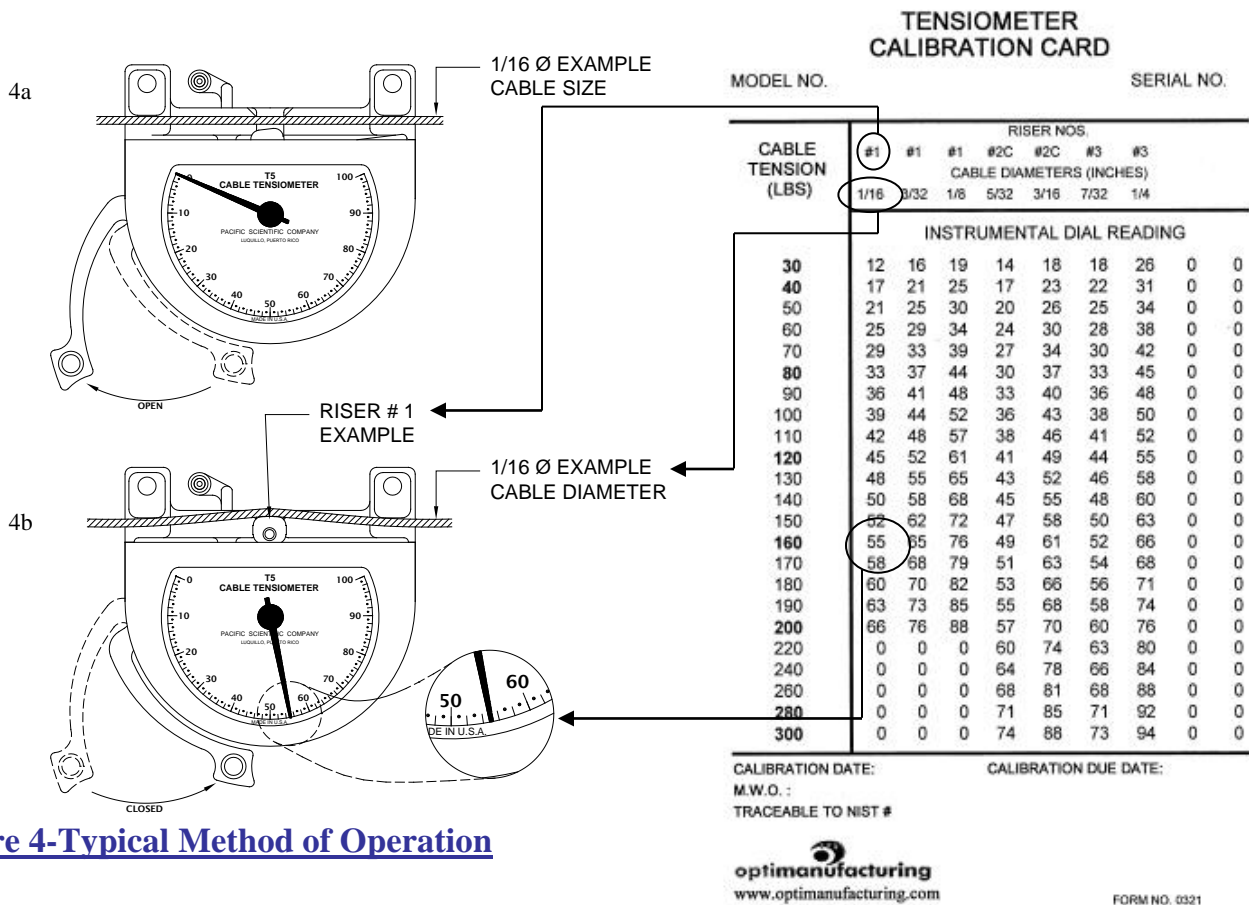 4a
1/16 Ø EXAMPLE
CABLE SIZE
T5
CABLE TENSIOMETER
PACIFIC SCIENTIFIC COMPANY
LUQUILLO, PUERTO RICO
0
10
20
30
40
50
60
70
80
90
100
MADE IN U.S.A.
OPEN
RISER # 1
EXAMPLE
1/16 Ø EXAMPLE
CABLE DIAMETER
4b
T5
CABLE TENSIOMETER
PACIFIC SCIENTIFIC COMPANY
0
10
20
30
40
50
60
70
80
90
100
MADE IN U.S.A.
50
60
DE IN U.S.A.
CLOSED
re 4-Typical Method of Operation
TENSIOMETER
CALIBRATION CARD
MODEL NO. SERIAL NO.
CABLE
TENSION
(LBS)
RISER NOS.
#1 #1 #1 #2C #2C #3 #3
CABLE DIAMETERS (INCHES)
1/16 3/32 1/8 5/32 3/16 7/32 1/4
INSTRUMENTAL DIAL READING
30 12 16 19 14 18 18 26 0 0
40 17 21 25 17 23 22 31 0 0
50 21 25 30 20 26 25 34 0 0
60 25 29 34 24 30 28 38 0 0
70 29 33 39 27 34 30 42 0 0
80 33 37 44 30 37 33 45 0 0
90 36 41 48 33 40 36 48 0 0
100 39 44 52 36 43 38 50 0 0
110 42 48 57 38 46 41 52 0 0
120 45 52 61 41 49 44 55 0 0
130 48 55 65 43 52 46 58 0 0
140 50 58 68 45 55 48 60 0 0
150 52 62 72 47 58 50 63 0 0
160 55 65 76 49 61 52 66 0 0
170 58 68 79 51 63 54 68 0 0
180 60 70 82 53 66 56 71 0 0
190 63 73 85 55 68 58 74 0 0
200 66 76 88 57 70 60 76 0 0
220 0 0 0 60 74 63 80 0 0
240 0 0 0 64 78 66 84 0 0
260 0 0 0 68 81 68 88 0 0
280 0 0 0 71 85 71 92 0 0
300 0 0 0 74 88 73 94 0 0
CALIBRATION DATE: CALIBRATION DUE DATE:
M.W.O. :
TRACEABLE TO NIST #
optimanufacturing
www.optimanufacturing.com
FORM NO. 0321